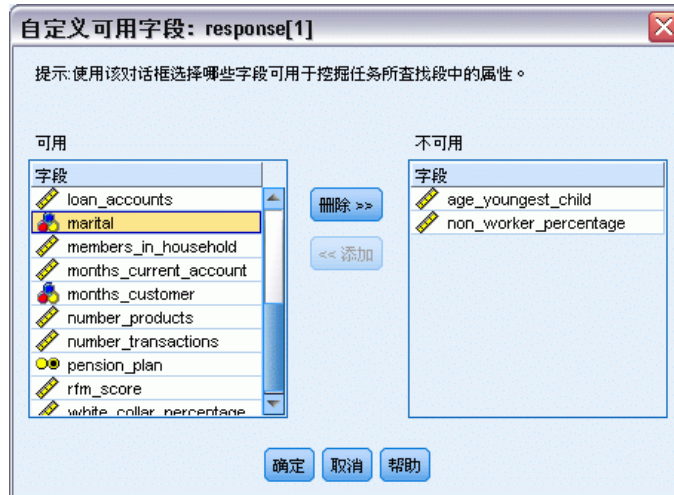 自定义可用字段: response[1]
提示:使用该对话框选择哪些字段可用于挖掘任务所查找段中的属性。
可用
字段
loan_accounts
marital
members_in_household
months_current_account
months_customer
number_products
number_transactions
pension_plan
rfm_score
white_collar_percentage
删除 >>
<< 添加
不可用
字段
age_youngest_child
non_worker_percentage
确定 取消 帮助